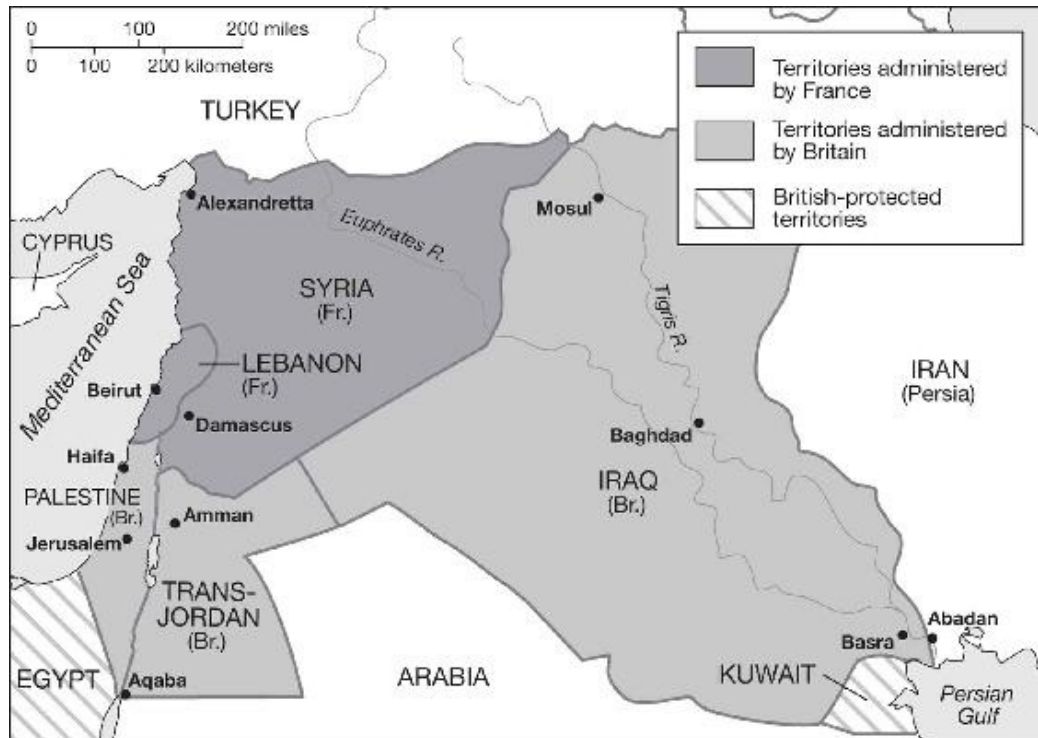 0 100 200 miles
0 100 200 kilometers
Territories administered
by France
Territories administered
by Britain
British-protected
territories
TURKEY
Alexandretta
Mosul
Euphrates R.
CYPRUS
Mediterranean Sea
SYRIA
(Fr.)
Tigris R.
LEBANON
(Fr.)
Beirut
IRAN
(Persia)
Damascus
Baghdad
Haifa
IRAQ
(Br.)
PALESTINE
(Br.)
Amman
Jerusalem
TRANS-
JORDAN
(Br.)
Abadan
Basra
EGYPT
Aqaba
ARABIA
KUWAIT
Persian
Gulf